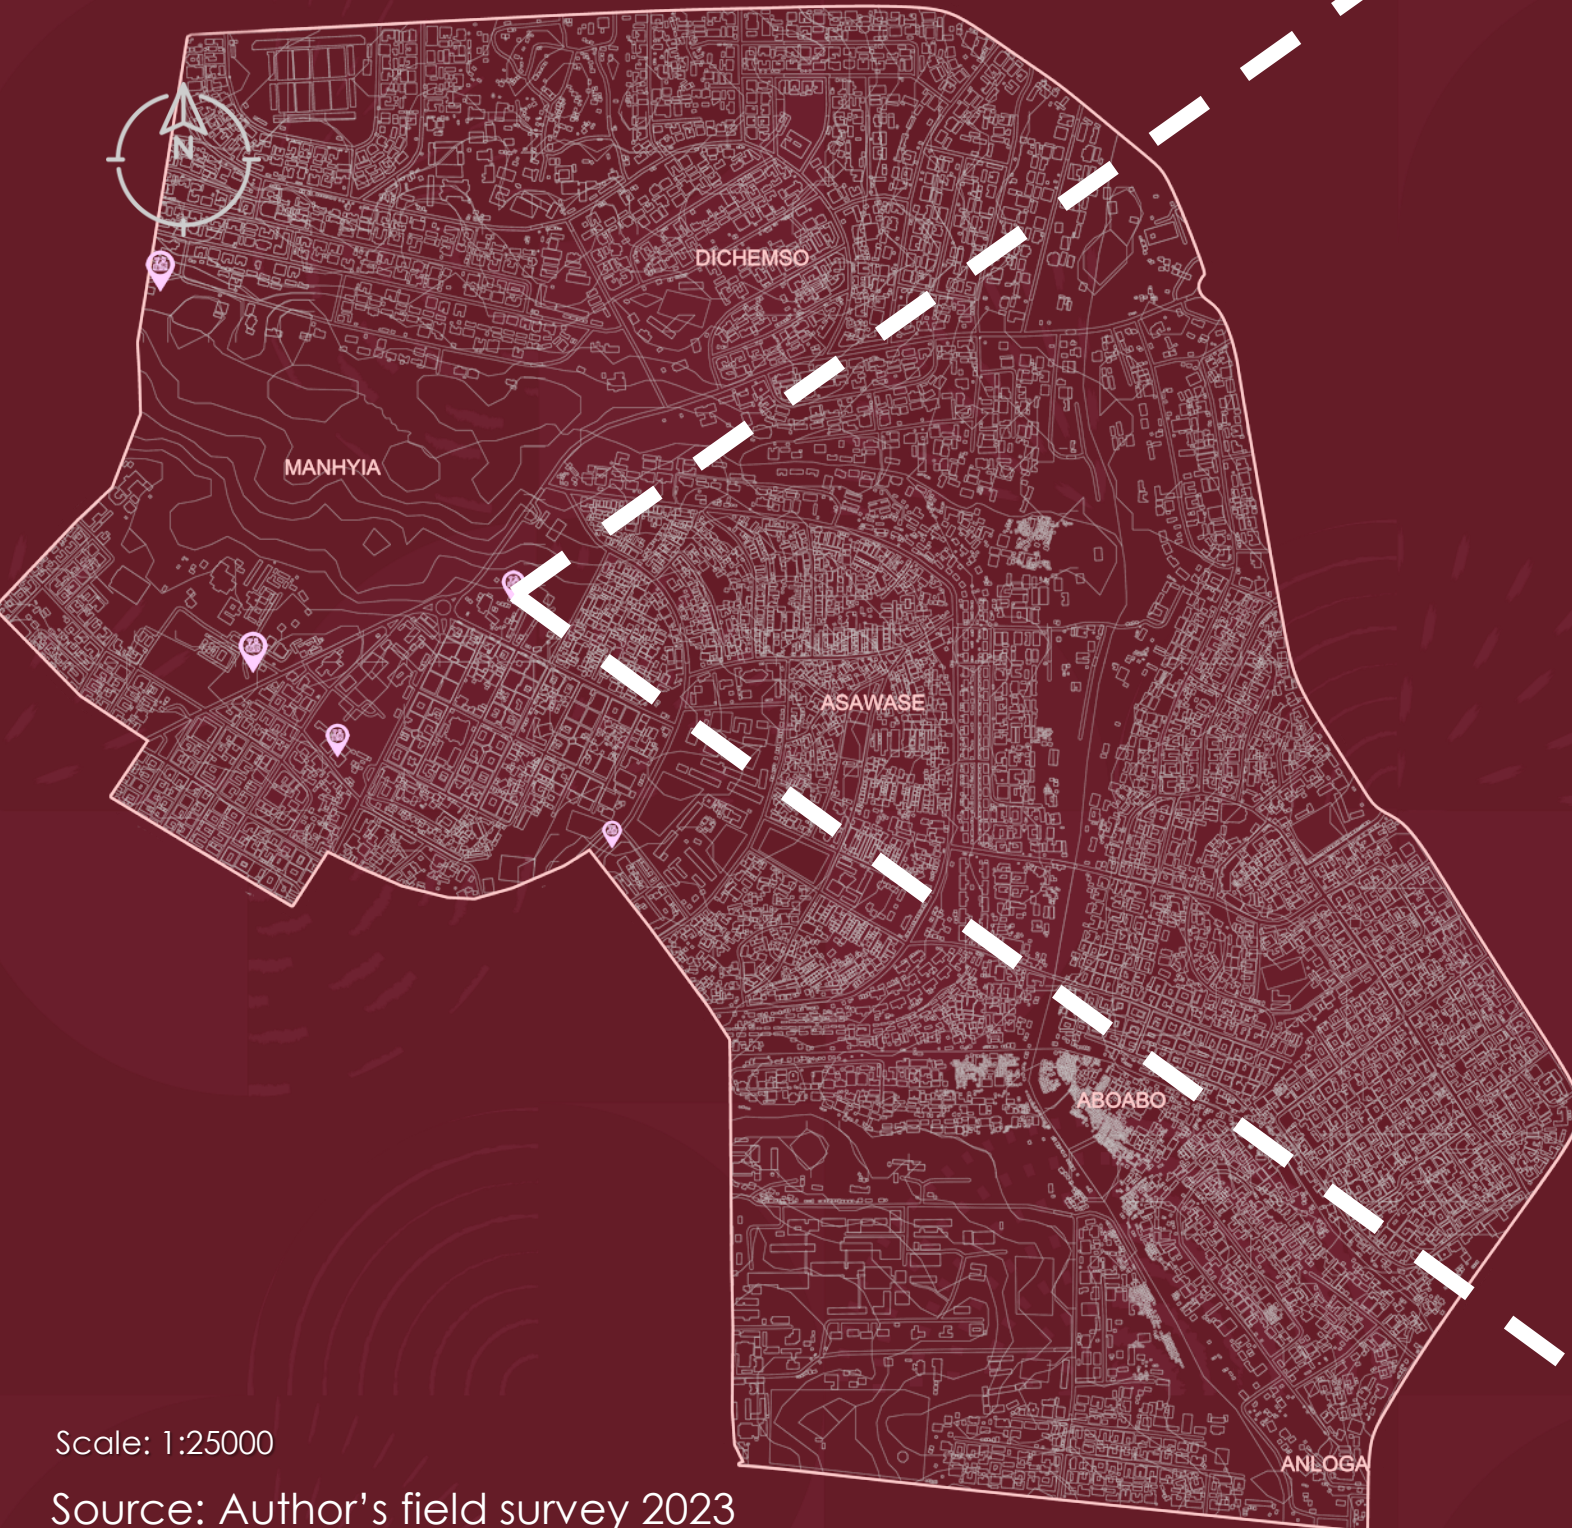 N
DICHEMSO
MANHYIA
ASAWASE
ABOABO
ANLOGA
Scale: 1:25000
Source: Author’s field survey 2023